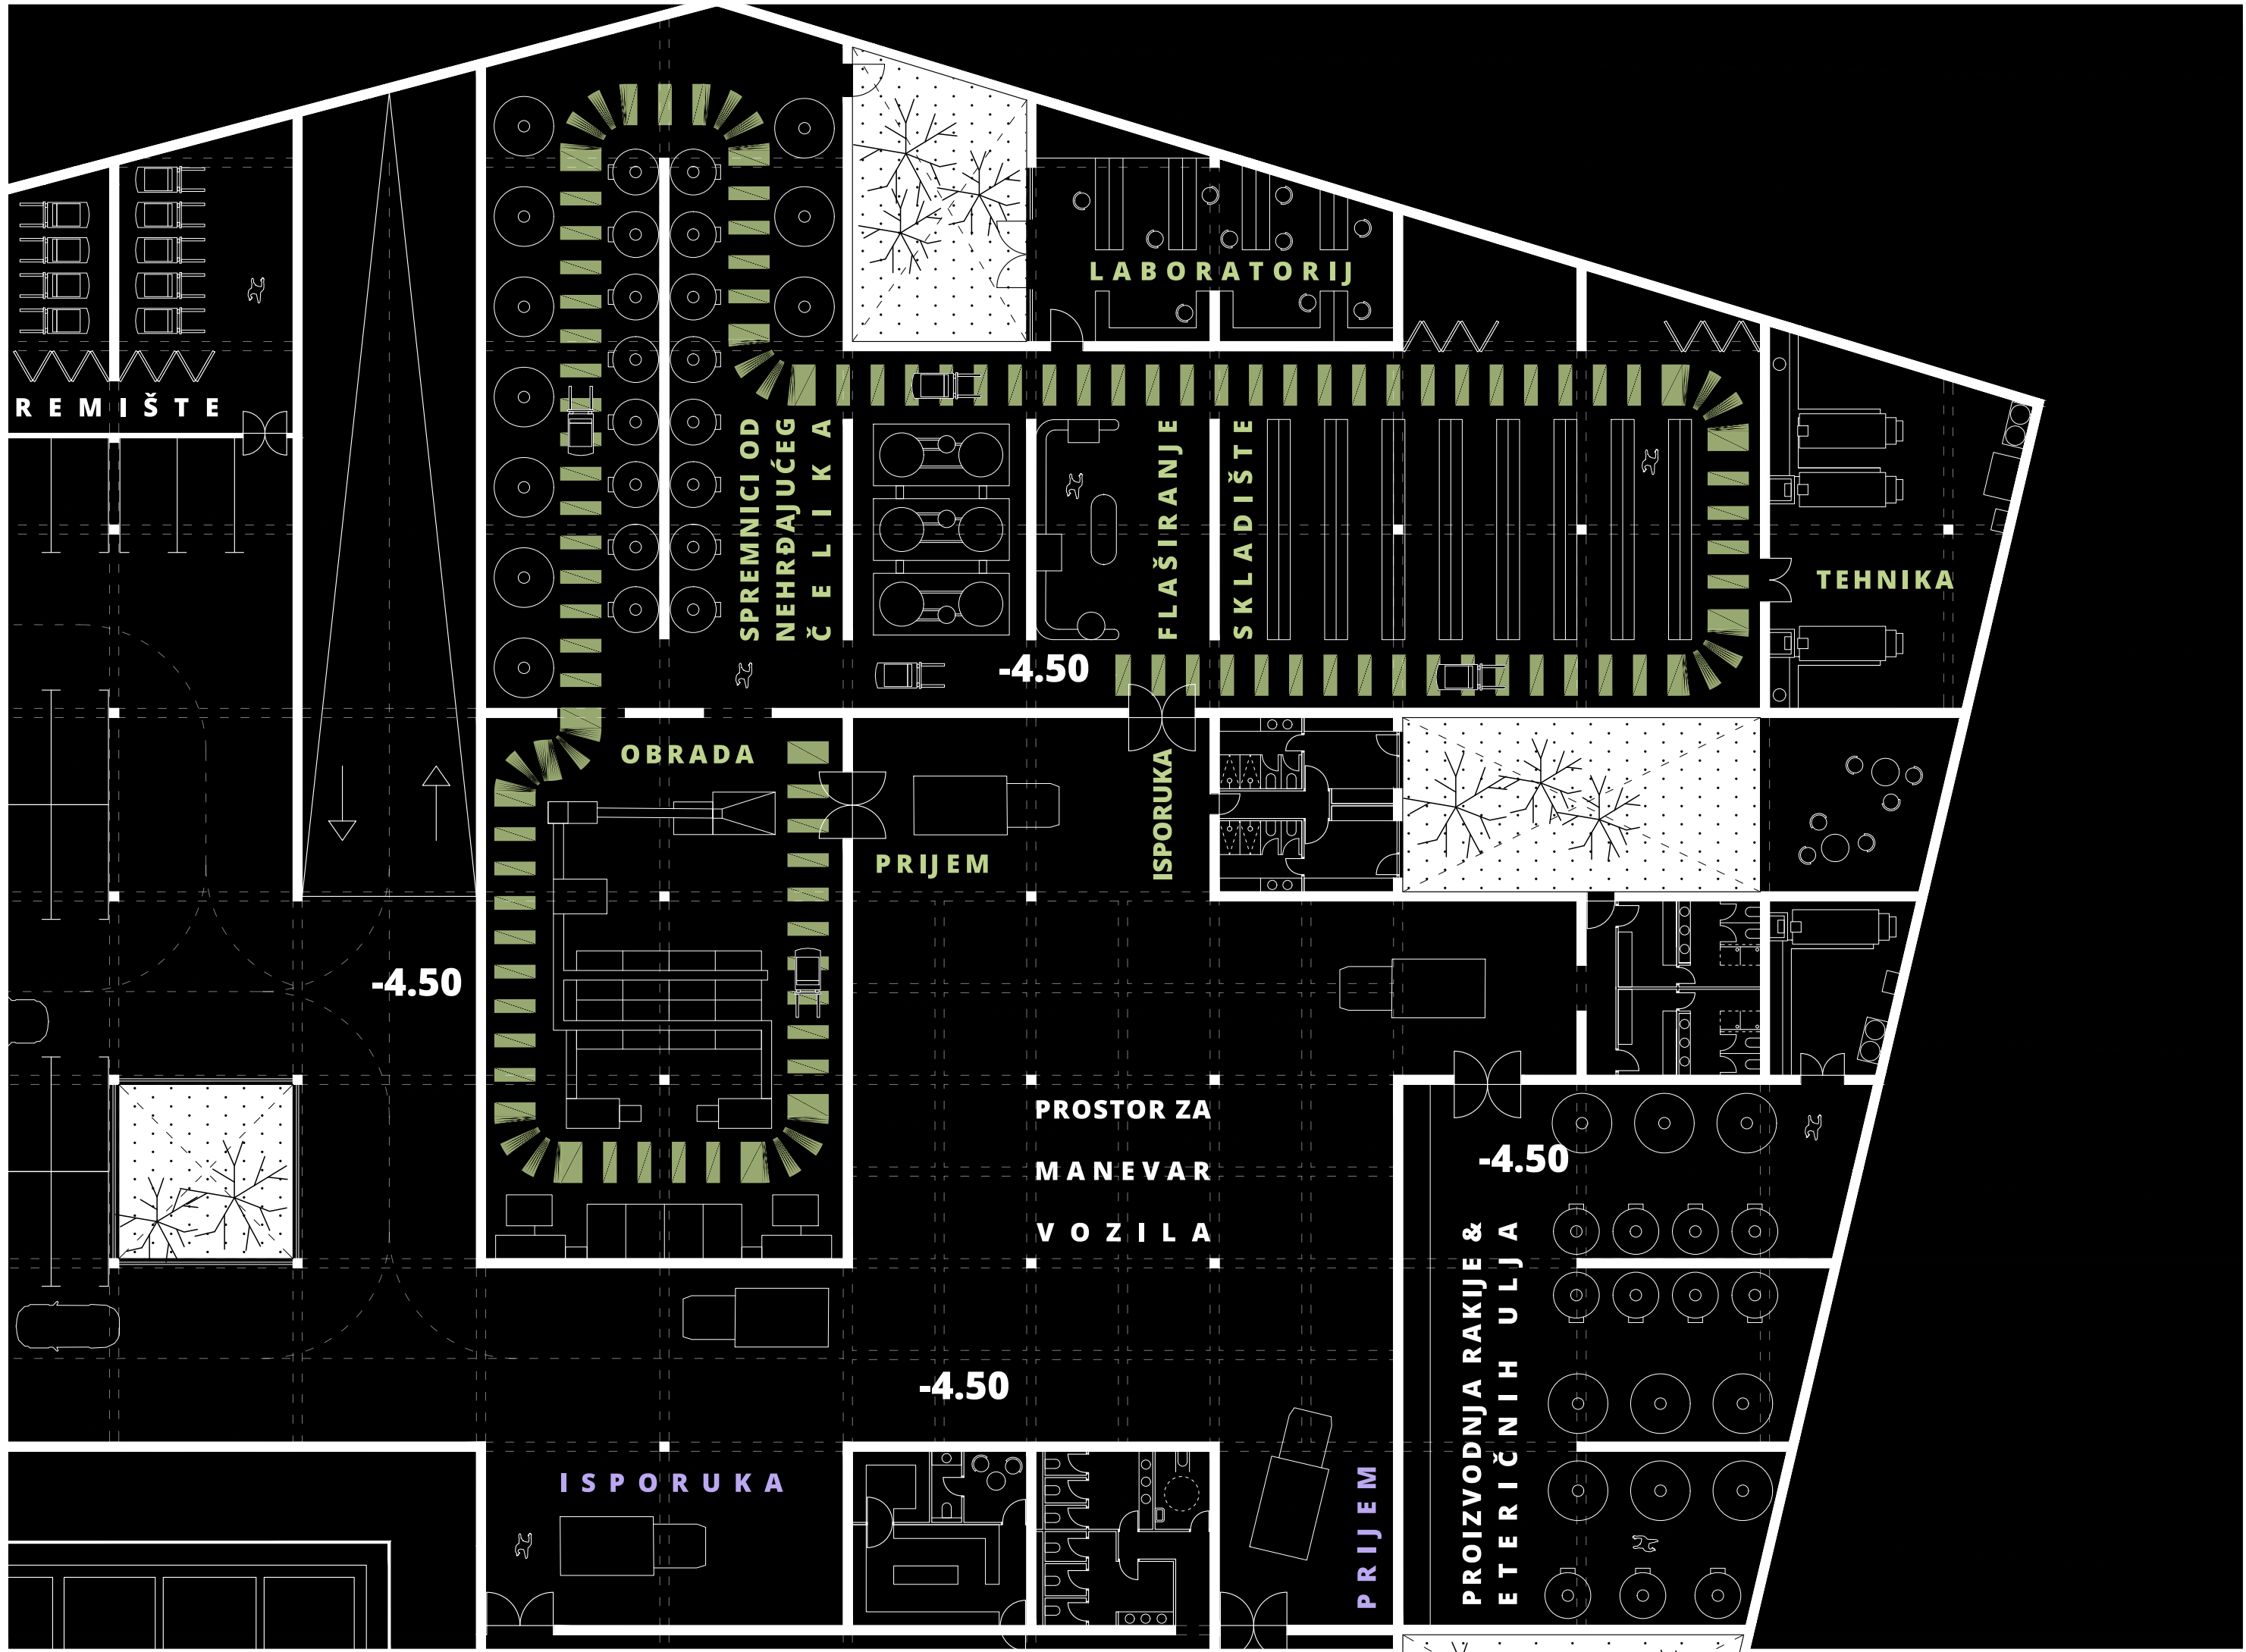 LABORATORIJ
REMIŠTE
SPREMNICI OD
NEHRĐAJUĆEG
ČELIKA
FLAŠIRANJE
SKLADIŠTE
TEHNIKA
-4.50
OBRADA
PRIJEM
ISPORUKA
-4.50
PROSTOR ZA
MANEVAR
VOZILA
-4.50
PROIZVODNJA RAKIJE &
ETERIČNIH ULJA
-4.50
ISPORUKA
PRIJEM